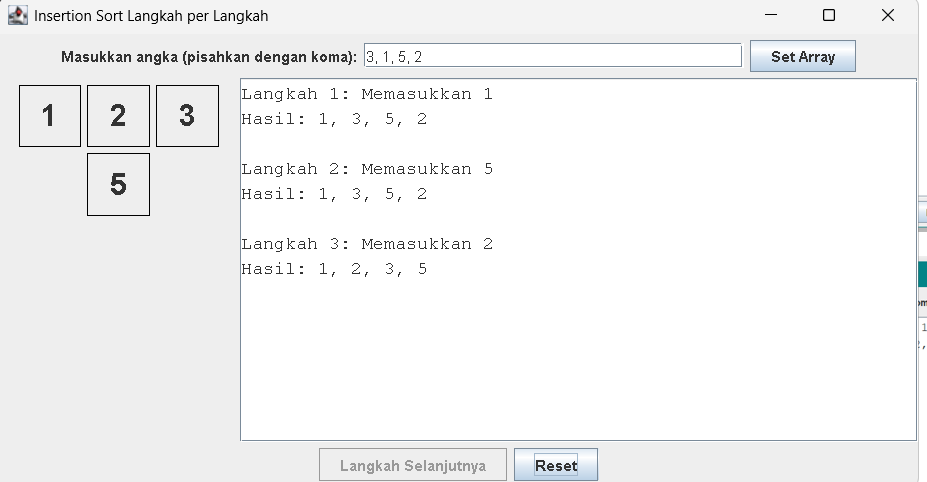 Insertion Sort Langkah per Langkah
Masukkan angka (pisahkan dengan koma): 3, 1, 5, 2 Set Array
1 2 3
5
Langkah 1: Memasukkan 1
Hasil: 1, 3, 5, 2
Langkah 2: Memasukkan 5
Hasil: 1, 3, 5, 2
Langkah 3: Memasukkan 2
Hasil: 1, 2, 3, 5
Langkah Selanjutnya Reset